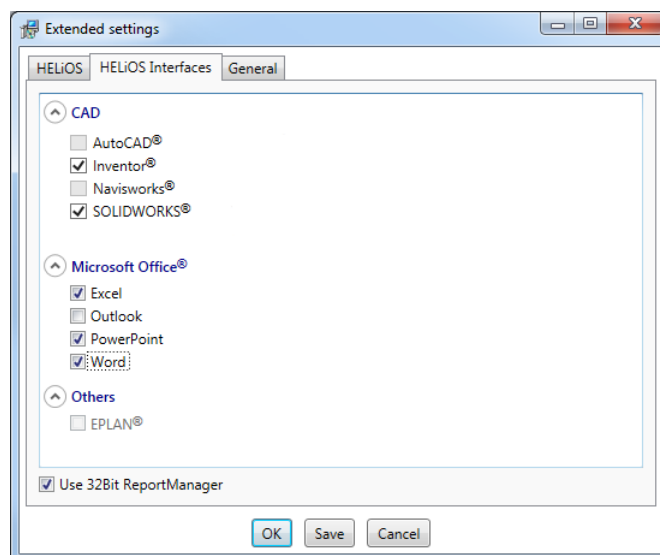 Extended settings
HELiOS HELiOS Interfaces General
CAD
AutoCAD®
Inventor®
Navisworks®
SOLIDWORKS®
Microsoft Office®
Excel
Outlook
PowerPoint
Word
Others
EPLAN®
Use 32Bit ReportManager
OK Save Cancel